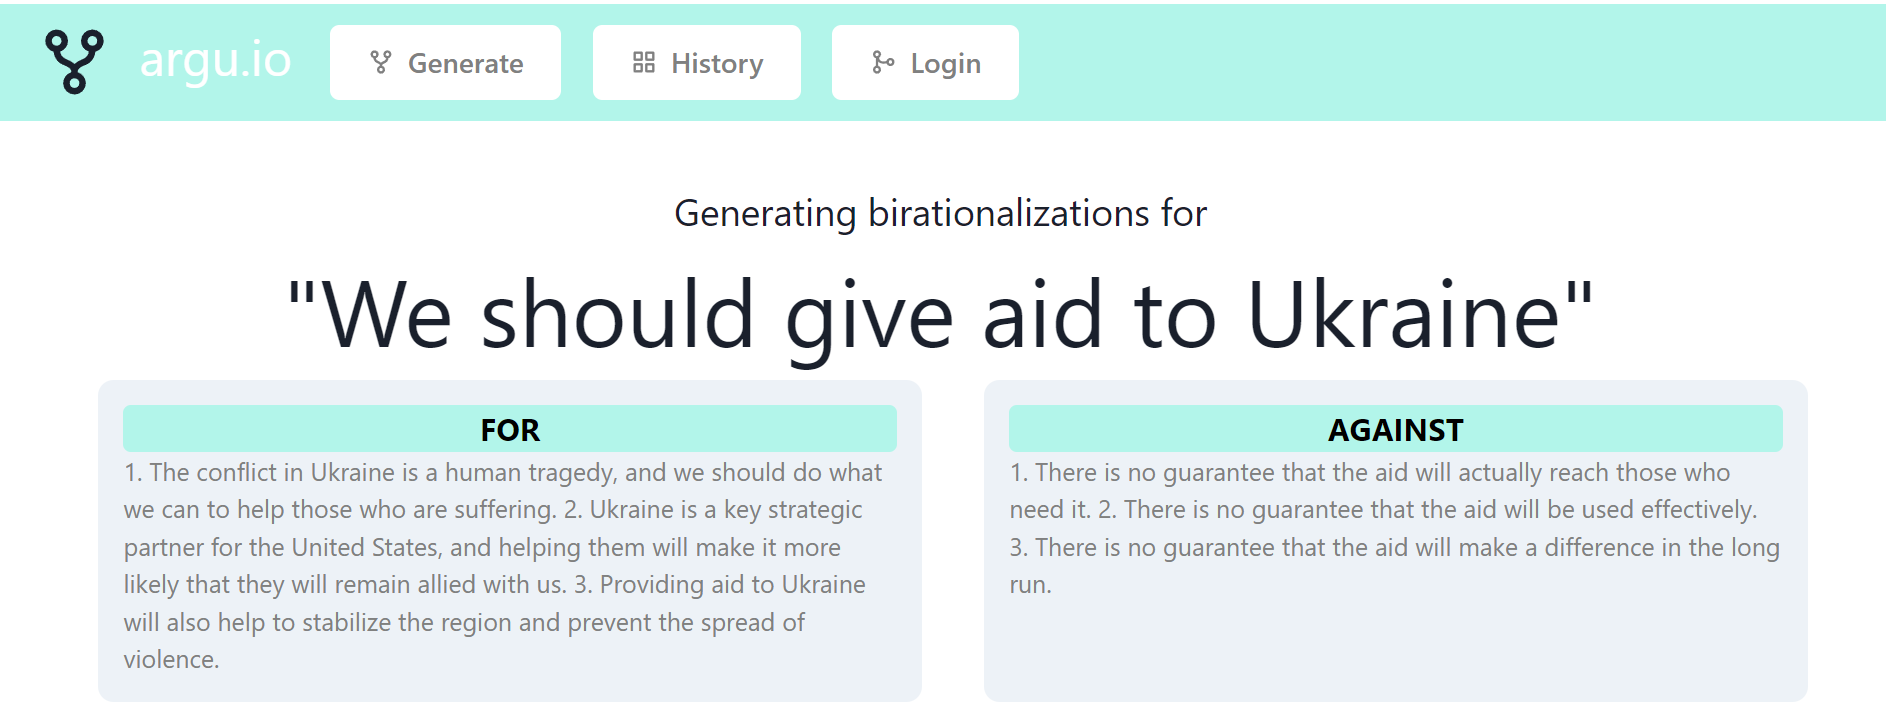 argu.io
Generate
History
Login
Generating birationalizations for
"We should give aid to Ukraine"
FOR
1. The conflict in Ukraine is a human tragedy, and we should do what
we can to help those who are suffering. 2. Ukraine is a key strategic
partner for the United States, and helping them will make it more
likely that they will remain allied with us. 3. Providing aid to Ukraine
will also help to stabilize the region and prevent the spread of
violence.
AGAINST
1. There is no guarantee that the aid will actually reach those who
need it. 2. There is no guarantee that the aid will be used effectively.
3. There is no guarantee that the aid will make a difference in the long
run.